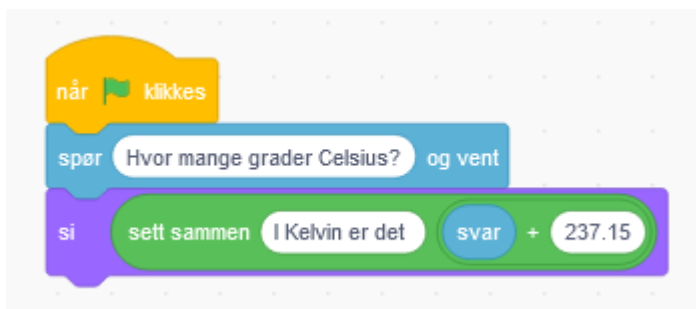 når klikkes
spør Hvor mange grader Celsius? og vent
si sett sammen I Kelvin er det svar + 237.15